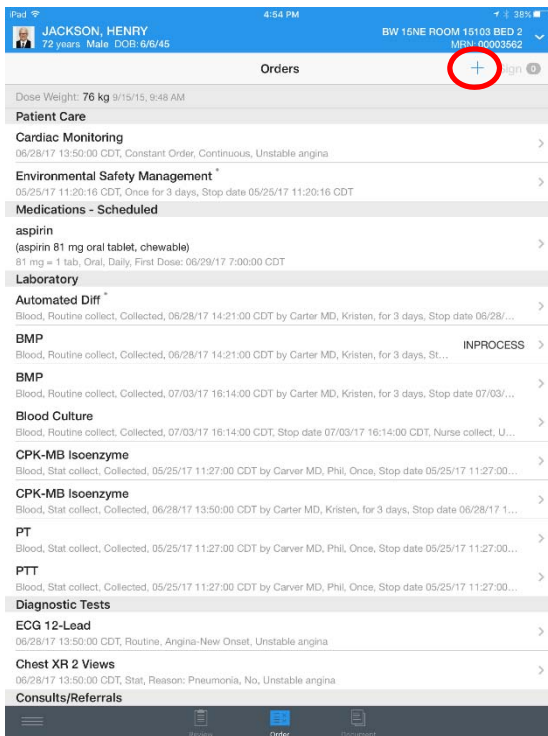 iPad 4:54 PM 38%
JACKSON, HENRY
72 years Male DOB:6/6/45
BW 15NE ROOM 15103 BED 2
MRN: 00003562
Orders
Sign 0
Dose Weight: 76 kg 9/15/15, 9:48 AM
Patient Care
Cardiac Monitoring
06/28/17 13:50:00 CDT, Constant Order, Continuous, Unstable angina
Environmental Safety Management *
05/25/17 11:20:16 CDT, Once for 3 days, Stop date 05/25/17 11:20:16 CDT
Medications - Scheduled
aspirin
(aspirin 81 mg oral tablet, chewable)
81 mg = 1 tab, Oral, Daily, First Dose: 06/29/17 7:00:00 CDT
Laboratory
Automated Diff *
Blood, Routine collect, Collected, 06/28/17 14:21:00 CDT by Carter MD, Kristen, for 3 days, Stop date 06/28/...
BMP
INPROCESS
Blood, Routine collect, Collected, 06/28/17 14:21:00 CDT by Carter MD, Kristen, for 3 days, St...
BMP
Blood, Routine collect, Collected, 07/03/17 16:14:00 CDT by Carter MD, Kristen, for 3 days, Stop date 07/03/...
Blood Culture
Blood, Routine collect, Collected, 07/03/17 16:14:00 CDT, Stop date 07/03/17 16:14:00 CDT, Nurse collect, U...
CPK-MB Isoenzyme
Blood, Stat collect, Collected, 05/25/17 11:27:00 CDT by Carver MD, Phil, Once, Stop date 05/25/17 11:27:00...
CPK-MB Isoenzyme
Blood, Stat collect, Collected, 06/28/17 13:50:00 CDT by Carter MD, Kristen, for 3 days, Stop date 06/28/17 1...
PT
Blood, Stat collect, Collected, 05/25/17 11:27:00 CDT by Carver MD, Phil, Once, Stop date 05/25/17 11:27:00...
PTT
Blood, Stat collect, Collected, 05/25/17 11:27:00 CDT by Carver MD, Phil, Once, Stop date 05/25/17 11:27:00...
Diagnostic Tests
ECG 12-Lead
06/28/17 13:50:00 CDT, Routine, Angina-New Onset, Unstable angina
Chest XR 2 Views
06/28/17 13:50:00 CDT, Stat, Reason: Pneumonia, No, Unstable angina
Consults/Referrals
Review Order Document